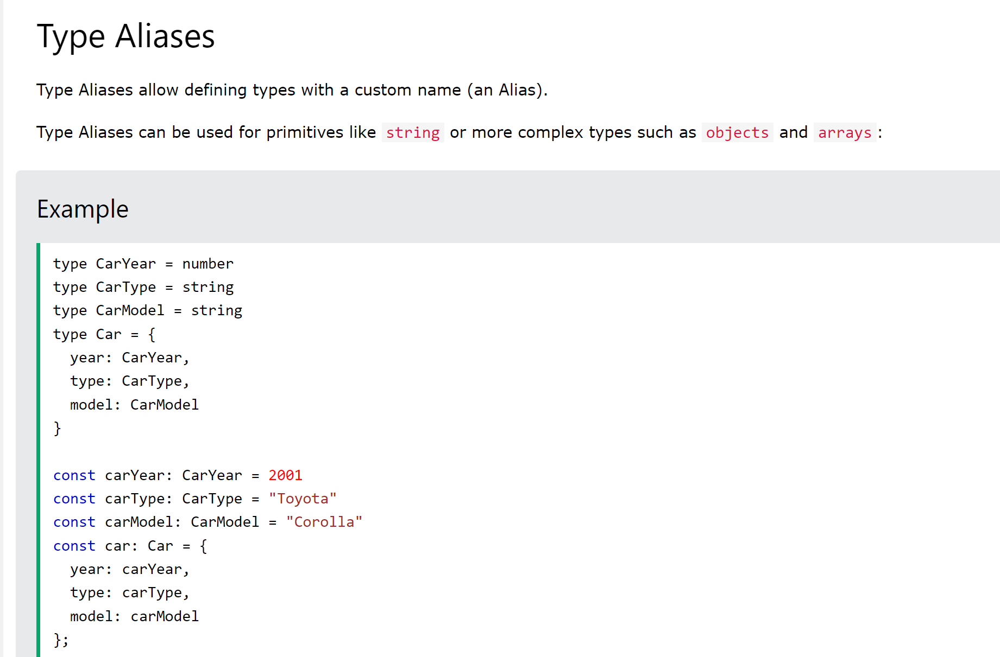 Type Aliases
Type Aliases allow defining types with a custom name (an Alias).
Type Aliases can be used for primitives like string or more complex types such as objects and arrays:
Example
type CarYear = number
type CarType = string
type CarModel = string
type Car = {
  year: CarYear,
  type: CarType,
  model: CarModel
}

const carYear: CarYear = 2001
const carType: CarType = "Toyota"
const carModel: CarModel = "Corolla"
const car: Car = {
  year: carYear,
  type: carType,
  model: carModel
};